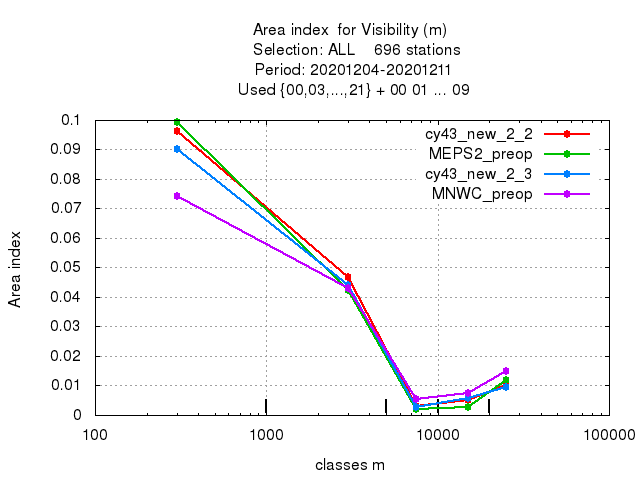 Area index  for Visibility (m)
Selection: ALL    696 stations
Period: 20201204-20201211
Used {00,03,...,21} + 00 01 ... 09
cy43_new_2_2
MEPS2_preop
cy43_new_2_3
MNWC_preop
0.1
0.09
0.08
0.07
0.06
0.05
0.04
0.03
0.02
0.01
0
Area index
100
1000
10000
100000
classes m